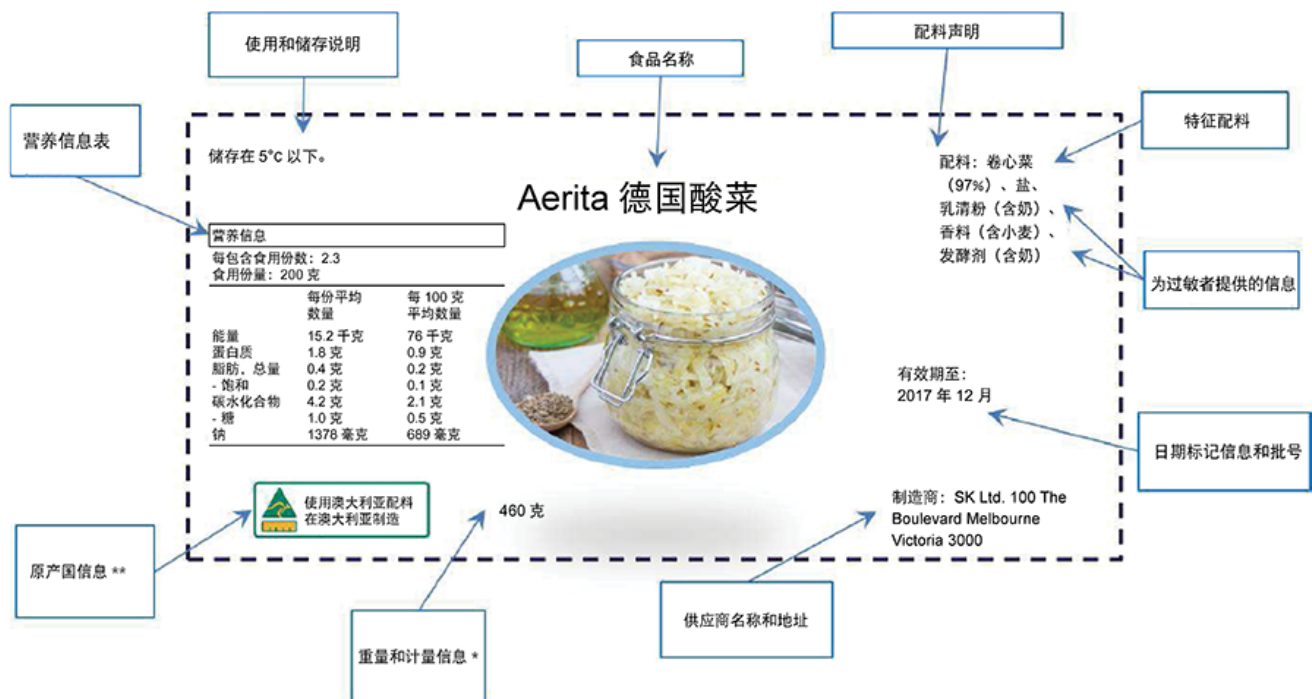 使用和储存说明
食品名称
配料声明
营养信息表
特征配料
储存在 5°c 以下。
Aerita 德国酸菜
配料：卷心菜
（97%）、盐、
乳清粉（含奶）、
香料（含小麦）、
发酵剂（含奶）
为过敏者提供的信息
营养信息
每包含食用份数：2.3
食用份量：200 克
每份平均 每 100 克
数量 平均数量
能量 15.2 千克 76 千克
蛋白质 1.8 克 0.9 克
脂肪，总量 0.4 克 0.2 克
- 饱和 0.2 克 0.1 克
碳水化合物 4.2 克 2.1 克
- 糖 1.0 克 0.5 克
钠 1378 毫克 689 毫克
有效期至：
2017 年 12 月
日期标记信息和批号
使用澳大利亚配料
在澳大利亚制造
460 克
制造商：SK Ltd. 100 The
Boulevard Melbourne
Victoria 3000
原产国信息 **
重量和计量信息 *
供应商名称和地址